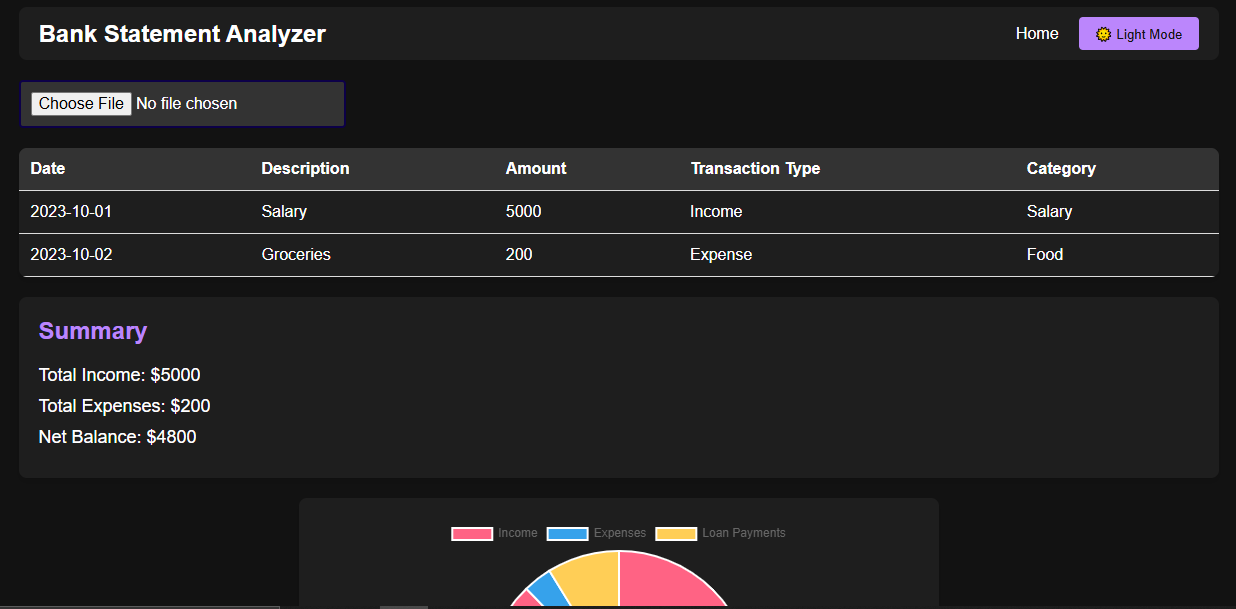 Bank Statement Analyzer Home 🌞 Light Mode
Choose File No file chosen
Date Description Amount Transaction Type Category
2023-10-01 Salary 5000 Income Salary
2023-10-02 Groceries 200 Expense Food
Summary
Total Income: $5000
Total Expenses: $200
Net Balance: $4800
Income Expenses Loan Payments